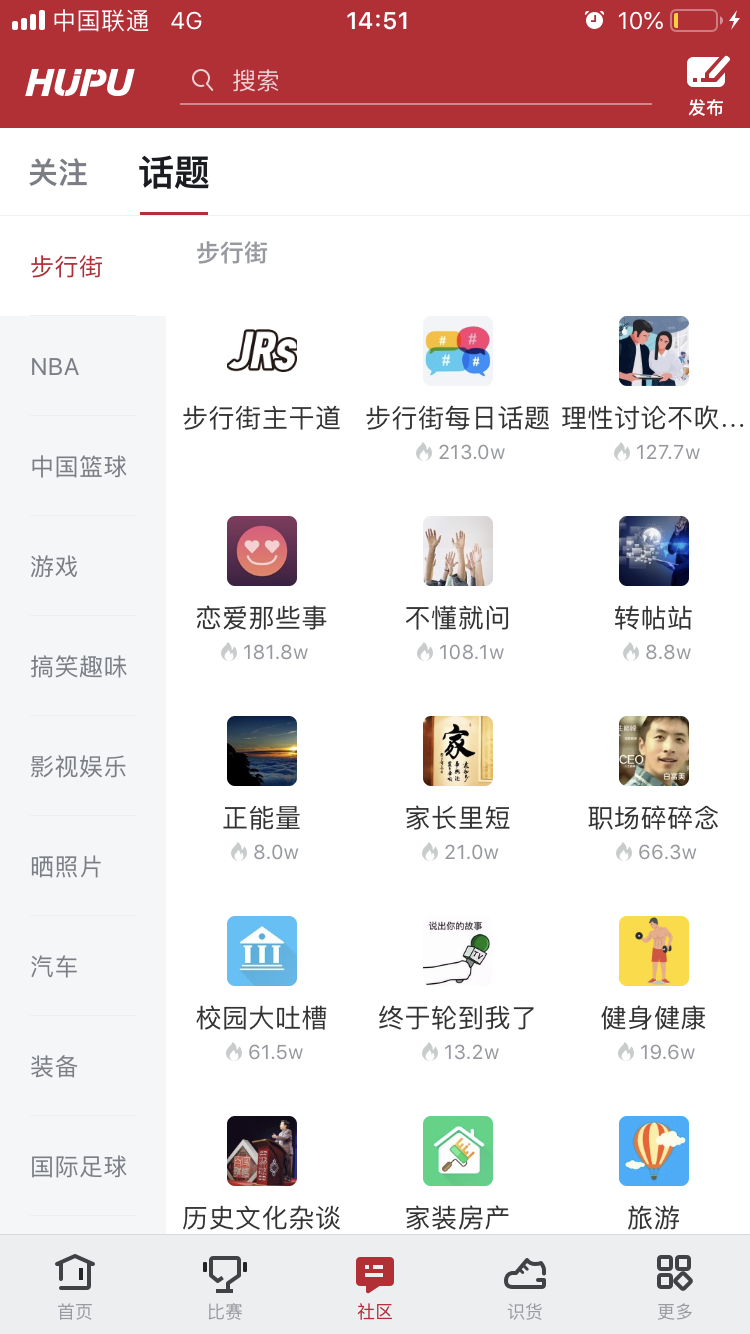 中国联通 4G 14:51 10%
HUPU 搜索 发布
关注 话题
步行街
NBA
中国篮球
游戏
搞笑趣味
影视娱乐
晒照片
汽车
装备
国际足球
步行街
JRs
步行街主干道 步行街每日话题 理性讨论不吹...
213.0w 127.7w
恋爱那些事 不懂就问 转帖站
181.8w 108.1w 8.8w
家
CEO
白富美
正能量 家长里短 职场碎碎念
8.0w 21.0w 66.3w
说出你的故事
TV
校园大吐槽 终于轮到我了 健身健康
61.5w 13.2w 19.6w
历史文化杂谈 家装房产 旅游
首页 比赛 社区 识货 更多